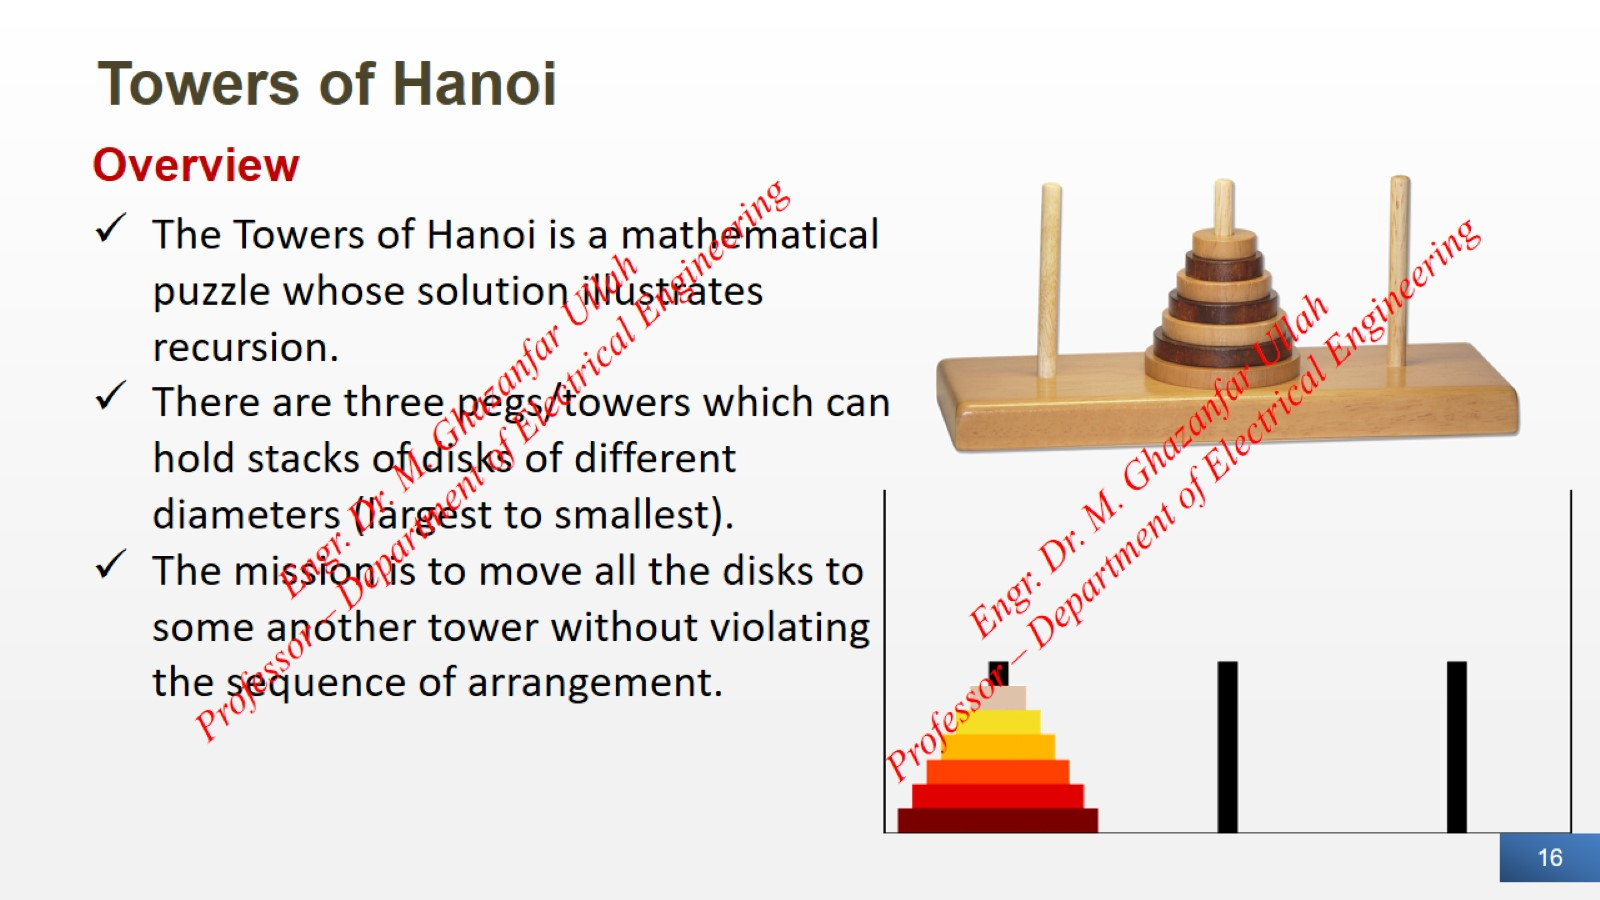 Towers of Hanoi
Overview
✓ The Towers of Hanoi is a mathematical
puzzle whose solution illustrates
recursion.
✓ There are three pegs/towers which can
hold stacks of disks of different
diameters (largest to smallest).
✓ The mission is to move all the disks to
some another tower without violating
the sequence of arrangement.
Engr. Dr. M. Ghazanfar Ullah
Professor – Department of Electrical Engineering
Engr. Dr. M. Ghazanfar Ullah
Professor – Department of Electrical Engineering
16